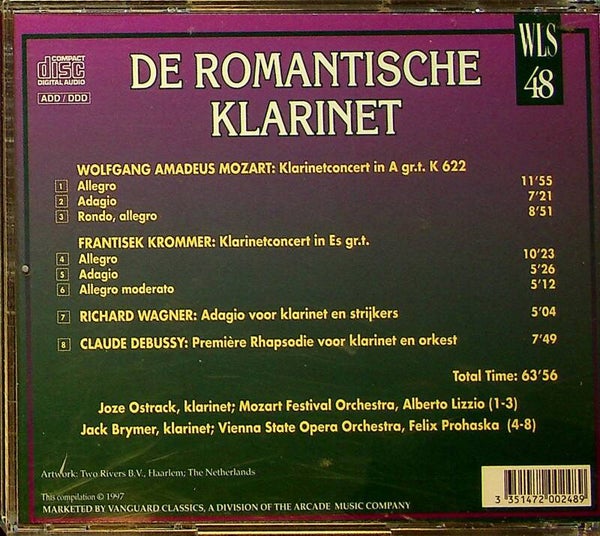 COMPACT
disc
DIGITAL AUDIO
ADD / DDD
DE ROMANTISCHE
KLARINET
WLS
48
WOLFGANG AMADEUS MOZART: Klarinetconcert in A gr.t. K 622
1 Allegro 11'55
2 Adagio 7'21
3 Rondo, allegro 8'51
FRANTISEK KROMMER: Klarinetconcert in Es gr.t.
4 Allegro 10'23
5 Adagio 5'26
6 Allegro moderato 5'12
7 RICHARD WAGNER: Adagio voor klarinet en strijkers 5'04
8 CLAUDE DEBUSSY: Première Rhapsodie voor klarinet en orkest 7'49
Total Time: 63'56
Joze Ostrack, klarinet; Mozart Festival Orchestra, Alberto Lizzio (1-3)
Jack Brymer, klarinet; Vienna State Opera Orchestra, Felix Prohaska (4-8)
Artwork: Two Rivers B.V., Haarlem; The Netherlands
This compilation © 1997
MARKETED BY VANGUARD CLASSICS, A DIVISION OF THE ARCADE MUSIC COMPANY
3 351472 002489